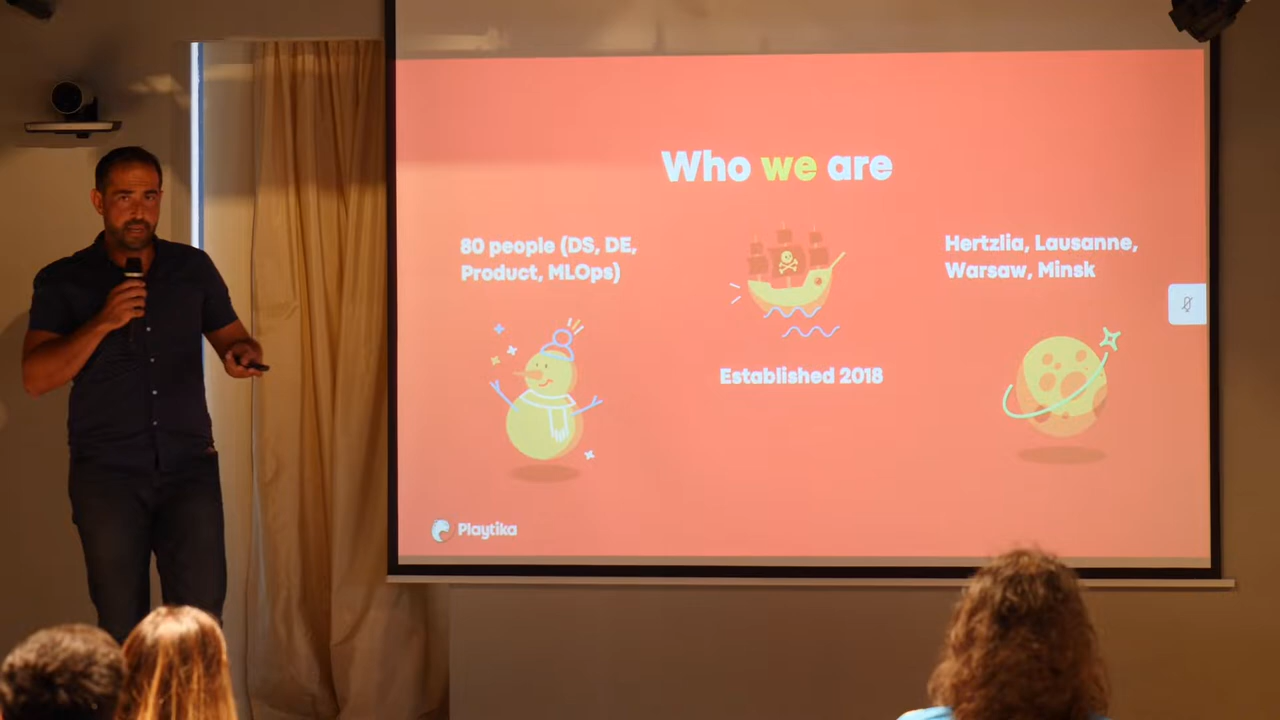 Who we are
80 people (DS, DE,
Product, MLOps)
Established 2018
Hertzlia, Lausanne,
Warsaw, Minsk
Playtika